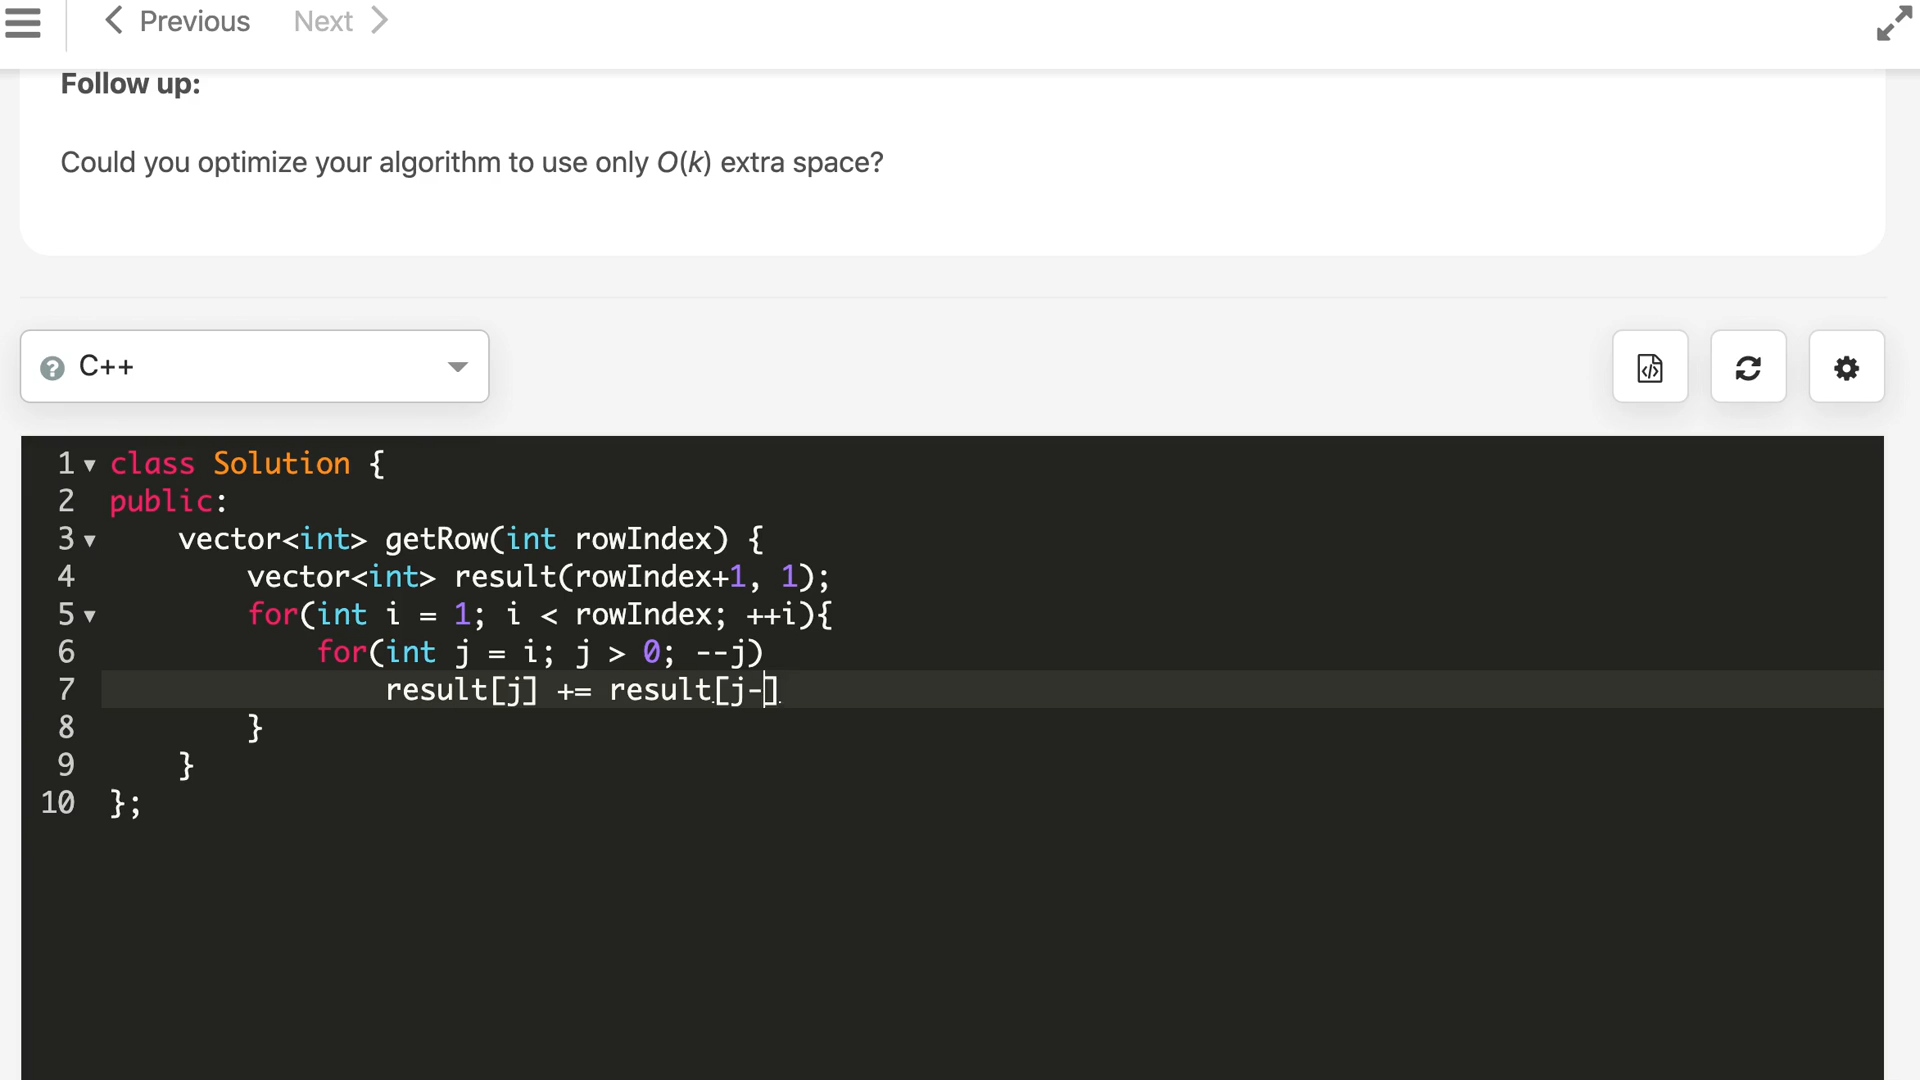 Previous Next
Follow up:
Could you optimize your algorithm to use only O(k) extra space?
C++
1 class Solution {
2 public:
3     vector<int> getRow(int rowIndex) {
4         vector<int> result(rowIndex+1, 1);
5         for(int i = 1; i < rowIndex; ++i){
6             for(int j = i; j > 0; --j)
7                 result[j] += result[j-]
8         }
9     }
10 };